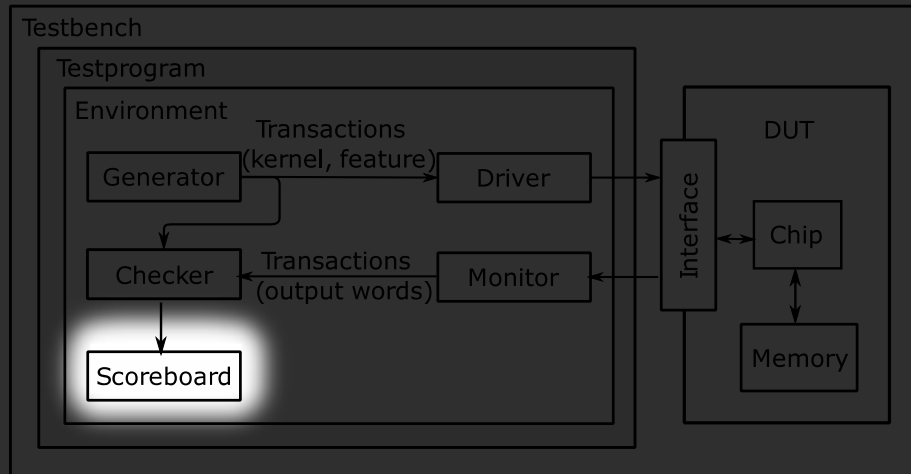 Testbench
Testprogram
Environment
Transactions
(kernel, feature)
Generator
Driver
DUT
Interface
Chip
Checker
Transactions
(output words)
Monitor
Memory
Scoreboard